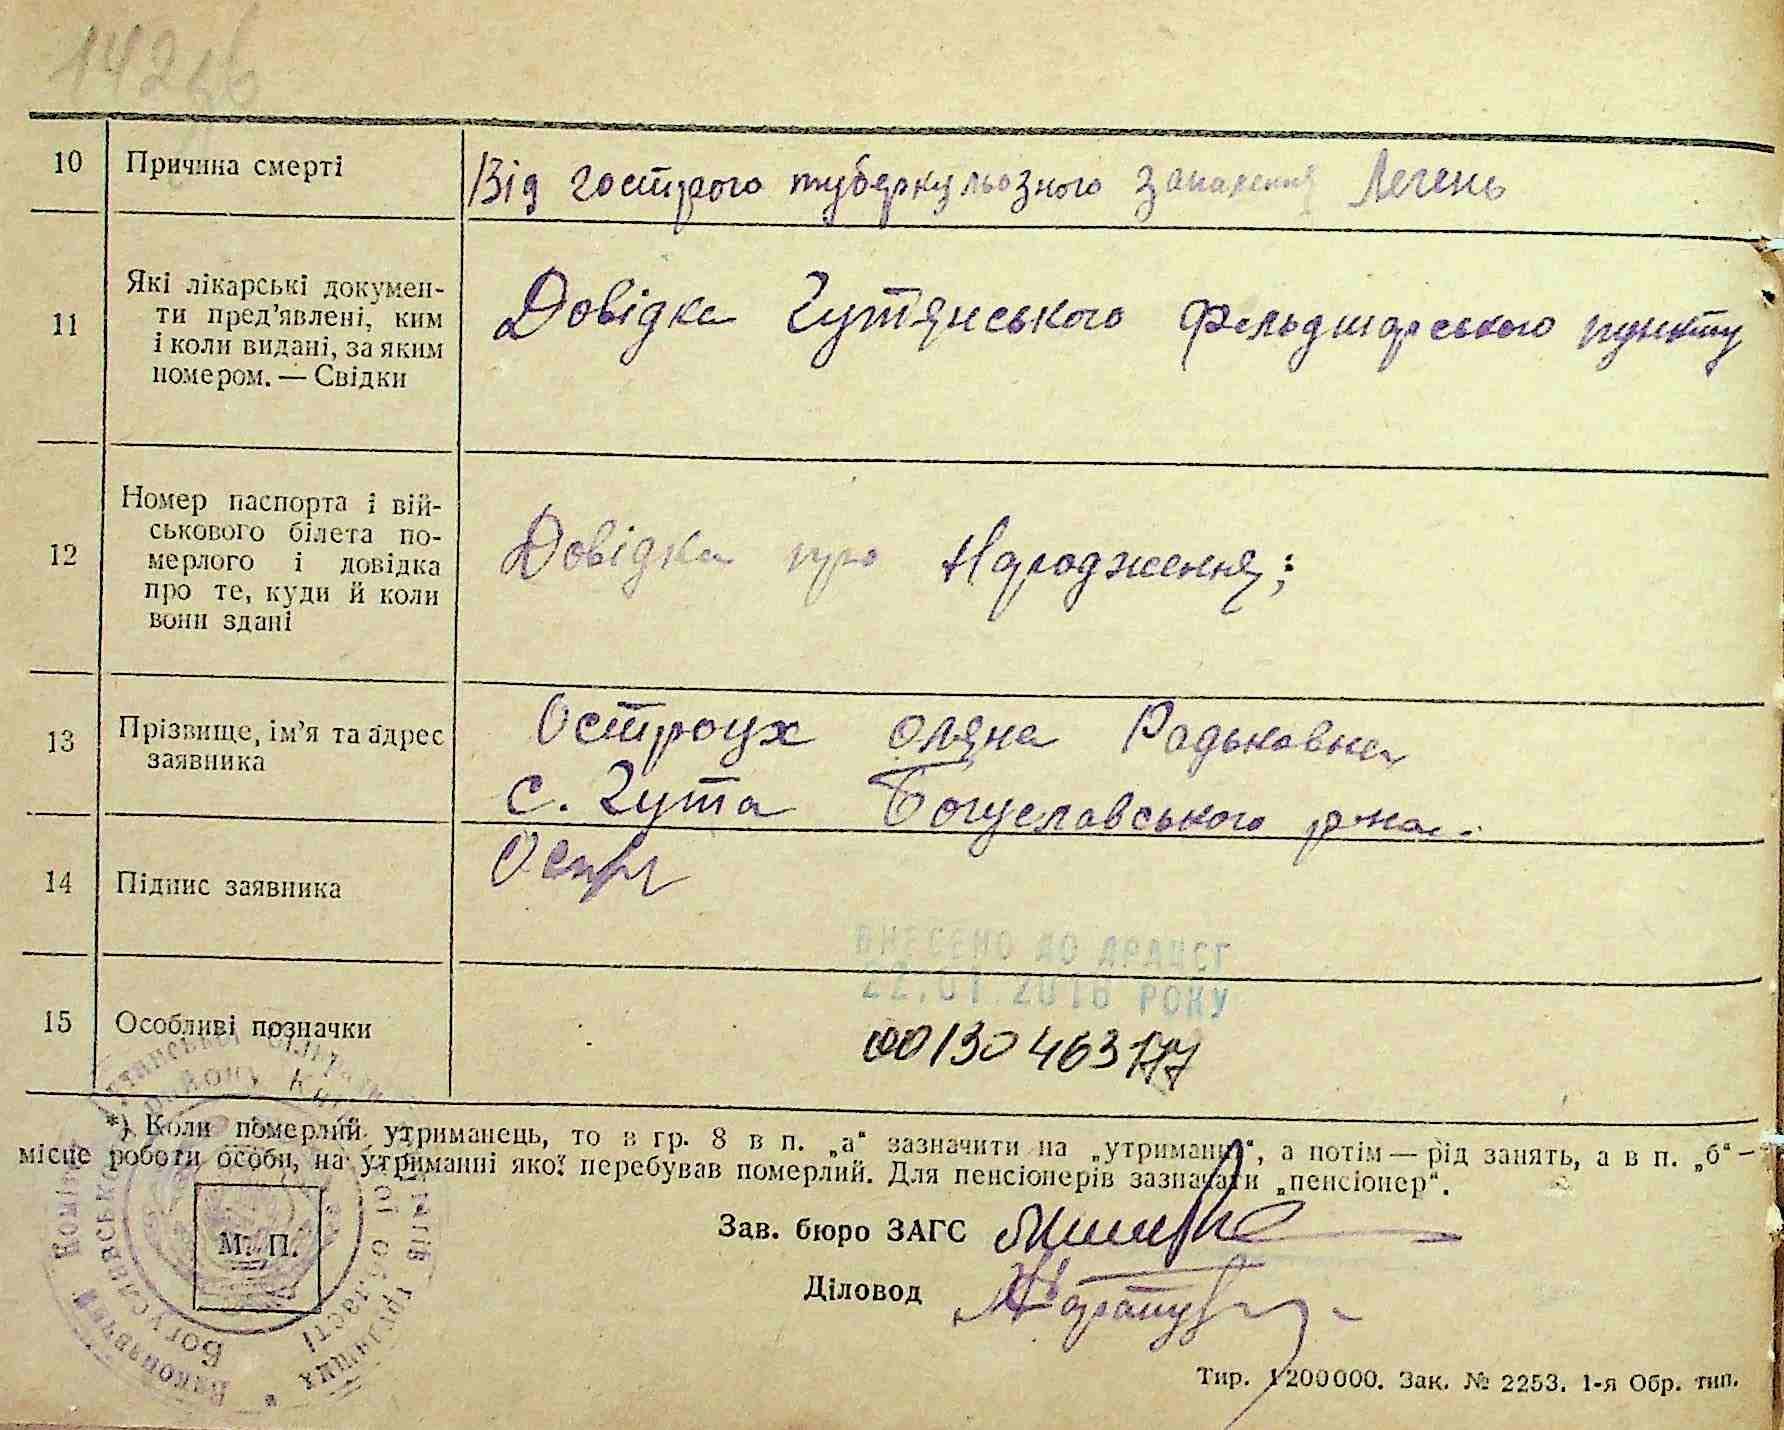 10 Причина смерті Від гострого туберкульозного запалення Легень
11 Які лікарські докумен-
ти пред’явлені, ким
і коли видані, за яким
номером. — Свідки
Довідка Гутянського Фельдшарського пункту
12 Номер паспорта і вій-
ськового білета по-
мерлого і довідка
про те, куди й коли
вони здані
Довідка про Народження;
13 Прізвище, ім’я та адрес
заявника
Остроух Оляна Радьковна
с. Гута Богуславського р-на.
14 Підпис заявника
15 Особливі позначки
ВНЕСЕНО ДО ДРАЦСГ
22.01.2016 РОКУ
*) Коли померлий утриманець, то в гр. 8 в п. „а“ зазначити на „утриманні“, а потім — рід занять, а в п. „б“ —
місце роботи особи, на утриманні якої перебував померлий. Для пенсіонерів зазначати „пенсіонер“.
М. П.
Зав. бюро ЗАГС
Діловод
Тир. 1200000. Зак. № 2253. 1-я Обр. тип.